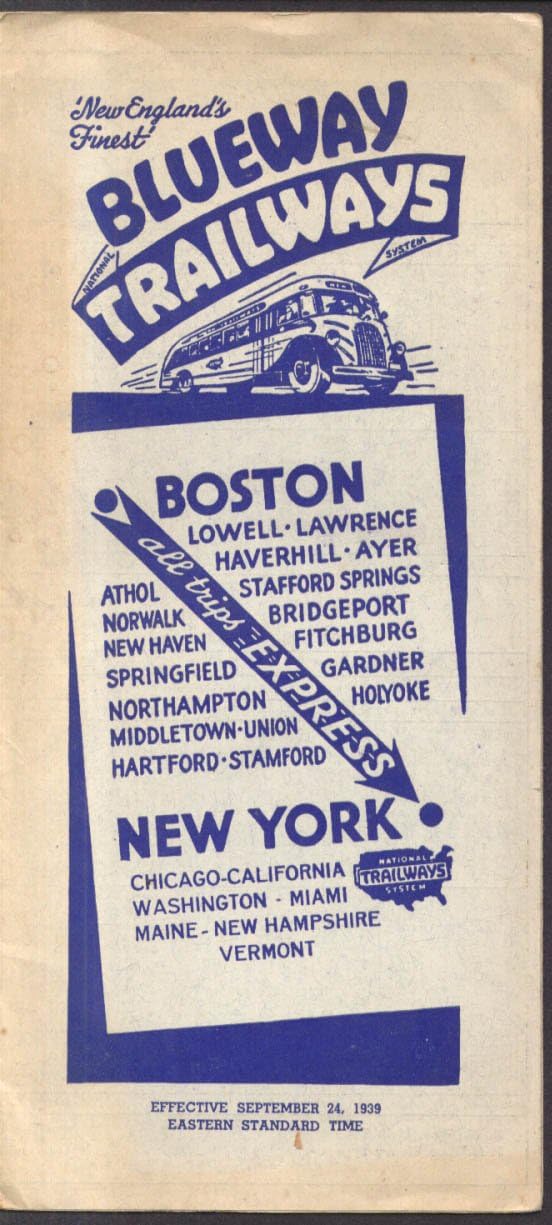 'New England's
Finest'
BLUEWAY
TRAILWAYS
NATIONAL
SYSTEM
BOSTON
LOWELL · LAWRENCE
HAVERHILL · AYER
STAFFORD SPRINGS
BRIDGEPORT
FITCHBURG
GARDNER
HOLYOKE
all trips EXPRESS
ATHOL
NORWALK
NEW HAVEN
SPRINGFIELD
NORTHAMPTON
MIDDLETOWN · UNION
HARTFORD · STAMFORD
NEW YORK
CHICAGO-CALIFORNIA
WASHINGTON - MIAMI
MAINE - NEW HAMPSHIRE
VERMONT
NATIONAL
TRAILWAYS
SYSTEM
EFFECTIVE SEPTEMBER 24, 1939
EASTERN STANDARD TIME